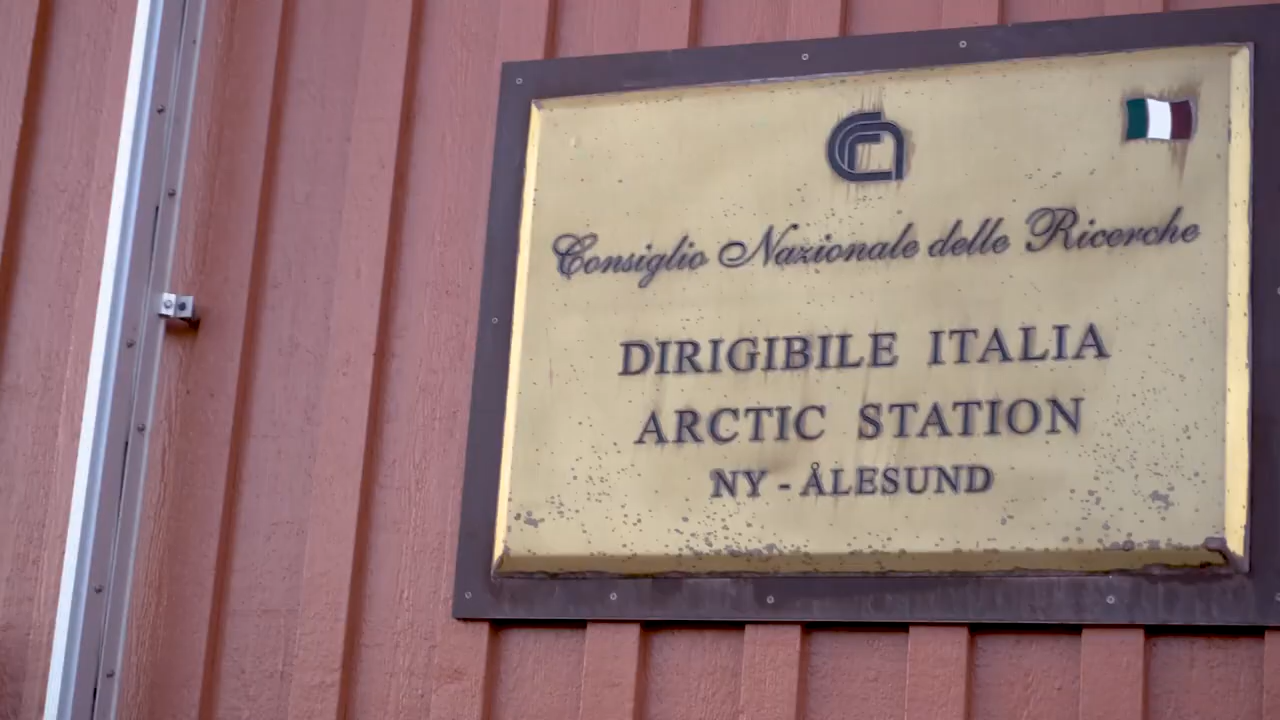 Consiglio Nazionale delle Ricerche
DIRIGIBILE ITALIA
ARCTIC STATION
NY - ÅLESUND